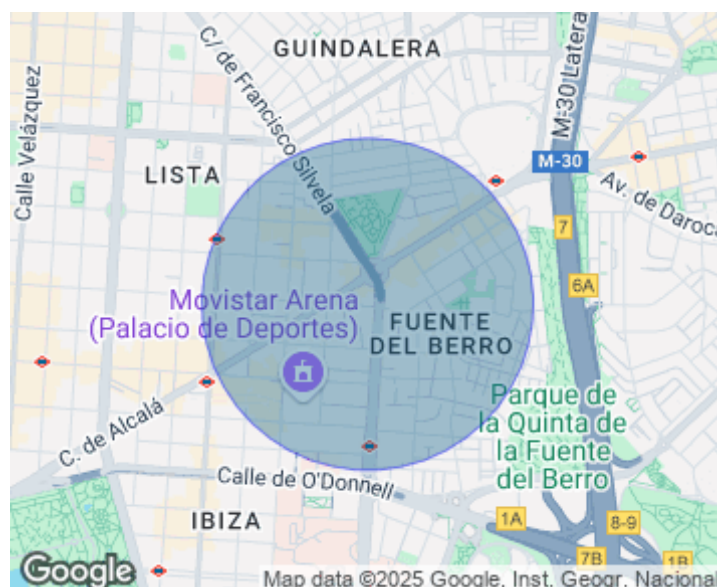 GUINDALERA
C/ de Francisco Silvela
M-30 Latera
Calle Velázquez
LISTA
M-30
Av. de Daroca
7
6A
Movistar Arena
(Palacio de Deportes)
FUENTE
DEL BERRO
Parque de
la Quinta de
la Fuente
del Berro
C. de Alcalá
Calle de O'Donnell
IBIZA
1A
8-9
7B
1B
Google
Map data ©2025 Google, Inst. Geogr. Nacional